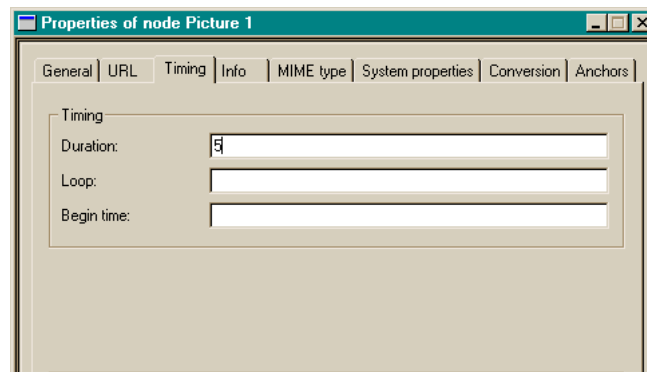 Properties of node Picture 1
General URL Timing Info MIME type System properties Conversion Anchors
Timing
Duration: 5
Loop:
Begin time: